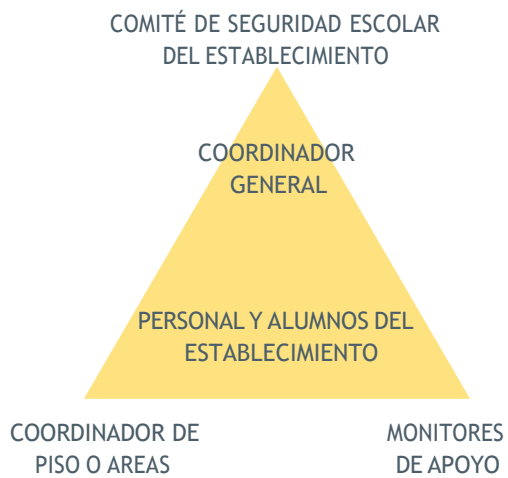 COMITÉ DE SEGURIDAD ESCOLAR
DEL ESTABLECIMIENTO
COORDINADOR
GENERAL
PERSONAL Y ALUMNOS DEL
ESTABLECIMIENTO
COORDINADOR DE
PISO O AREAS
MONITORES
DE APOYO